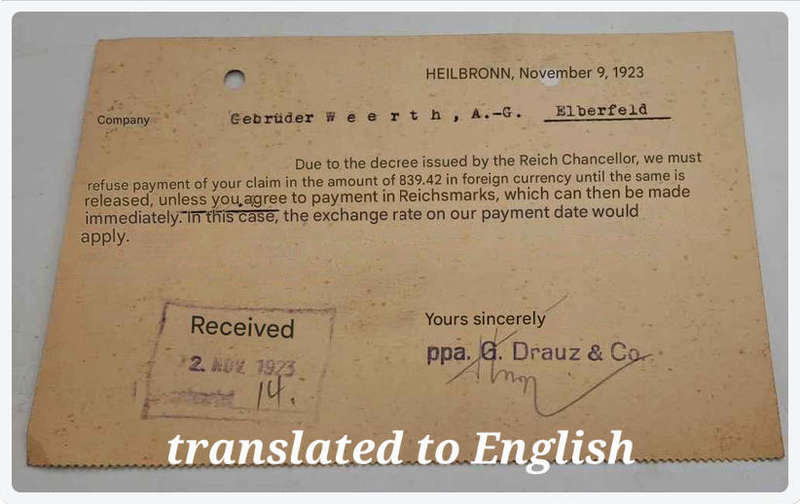 HEILBRONN, November 9, 1923
Company Gebrüder Weerth, A.-G. Elberfeld
Due to the decree issued by the Reich Chancellor, we must
refuse payment of your claim in the amount of 839.42 in foreign currency until the same is
released, unless you agree to payment in Reichsmarks, which can then be made
immediately. In this case, the exchange rate on our payment date would
apply.
Received
2. NOV. 1923
14.
Yours sincerely
ppa. G. Drauz & Co.
translated to English